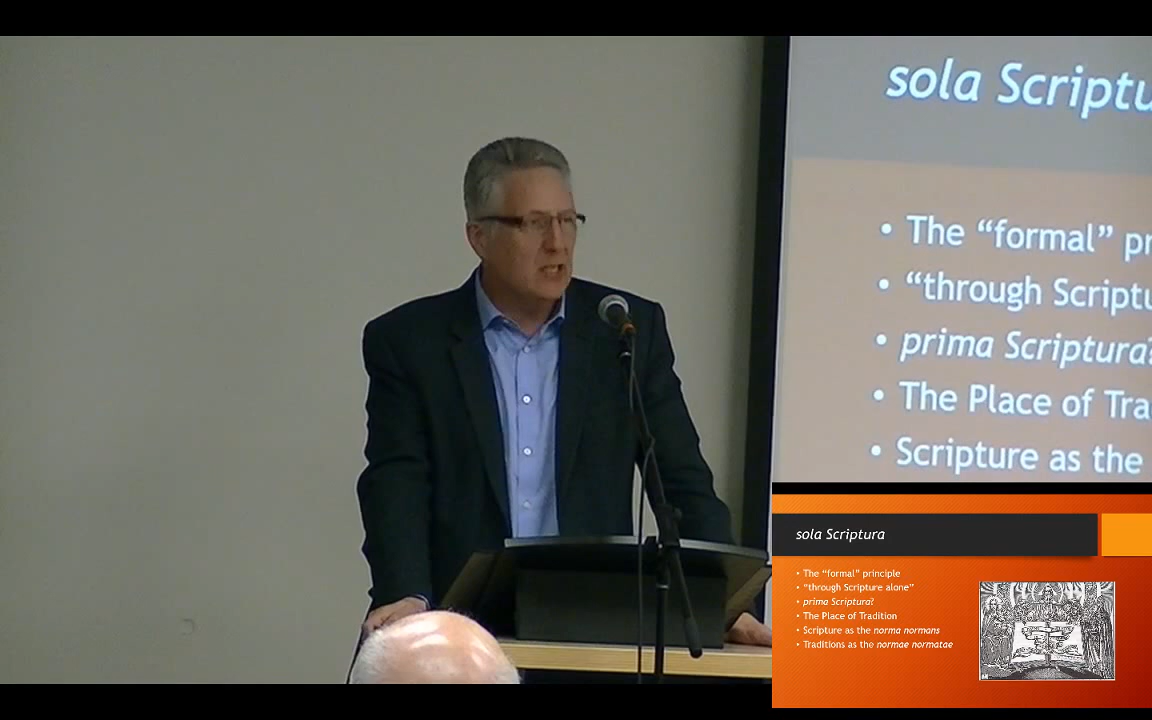 sola Scriptu
• The “formal” pr
• “through Scriptu
• prima Scriptura?
• The Place of Tra
• Scripture as the
sola Scriptura
• The “formal” principle
• “through Scripture alone”
• prima Scriptura?
• The Place of Tradition
• Scripture as the norma normans
• Traditions as the normae normatae